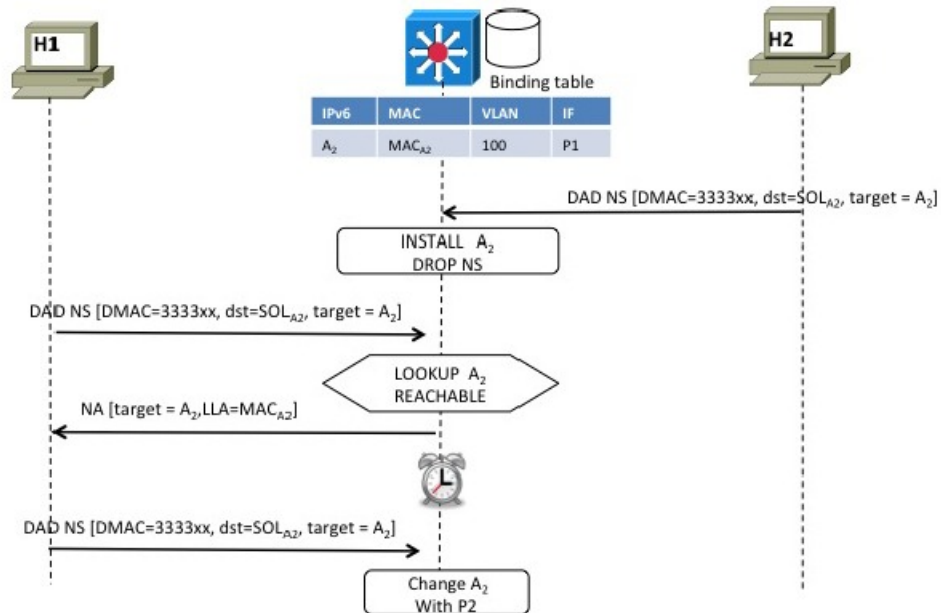 H1
H2
Binding table
IPv6 MAC VLAN IF
A2 MACA2 100 P1
DAD NS [DMAC=3333xx, dst=SOLA2, target = A2]
INSTALL A2
DROP NS
DAD NS [DMAC=3333xx, dst=SOLA2, target = A2]
LOOKUP A2
REACHABLE
NA [target = A2,LLA=MACA2]
DAD NS [DMAC=3333xx, dst=SOLA2, target = A2]
Change A2
With P2